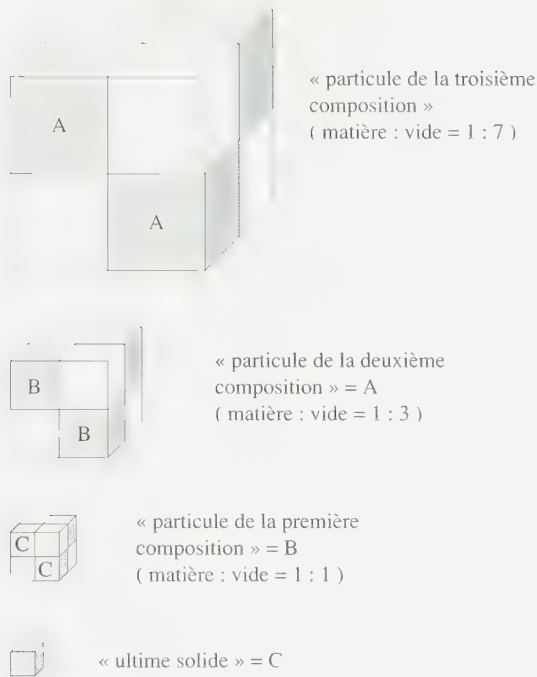 « particule de la troisième
composition »
( matière : vide = 1 : 7 )
A
A
« particule de la deuxième
composition » = A
( matière : vide = 1 : 3 )
B
B
« particule de la première
composition » = B
( matière : vide = 1 : 1 )
C
C
« ultime solide » = C